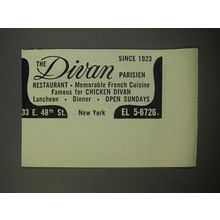 SINCE 1923
THE Divan PARISIEN
RESTAURANT • Memorable French Cuisine
Famous for CHICKEN DIVAN
Luncheon • Dinner • OPEN SUNDAYS
33 E. 48th St. New York EL 5-6726